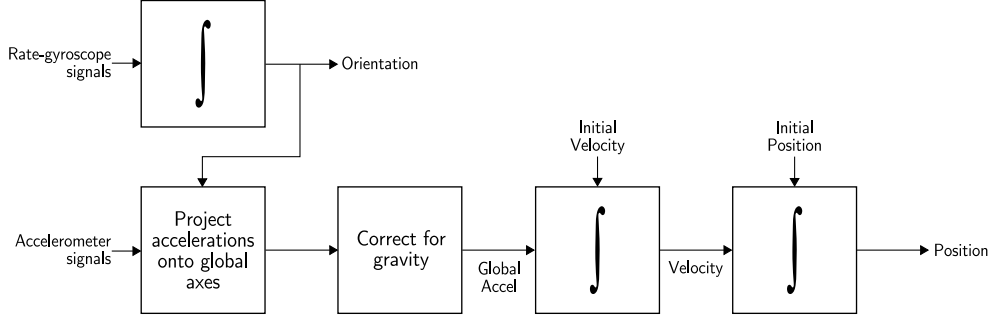 Rate-gyroscope
signals
∫
Orientation
Initial
Velocity
Initial
Position
Accelerometer
signals
Project
accelerations
onto global
axes
Correct for
gravity
Global
Accel
∫
Velocity
∫
Position